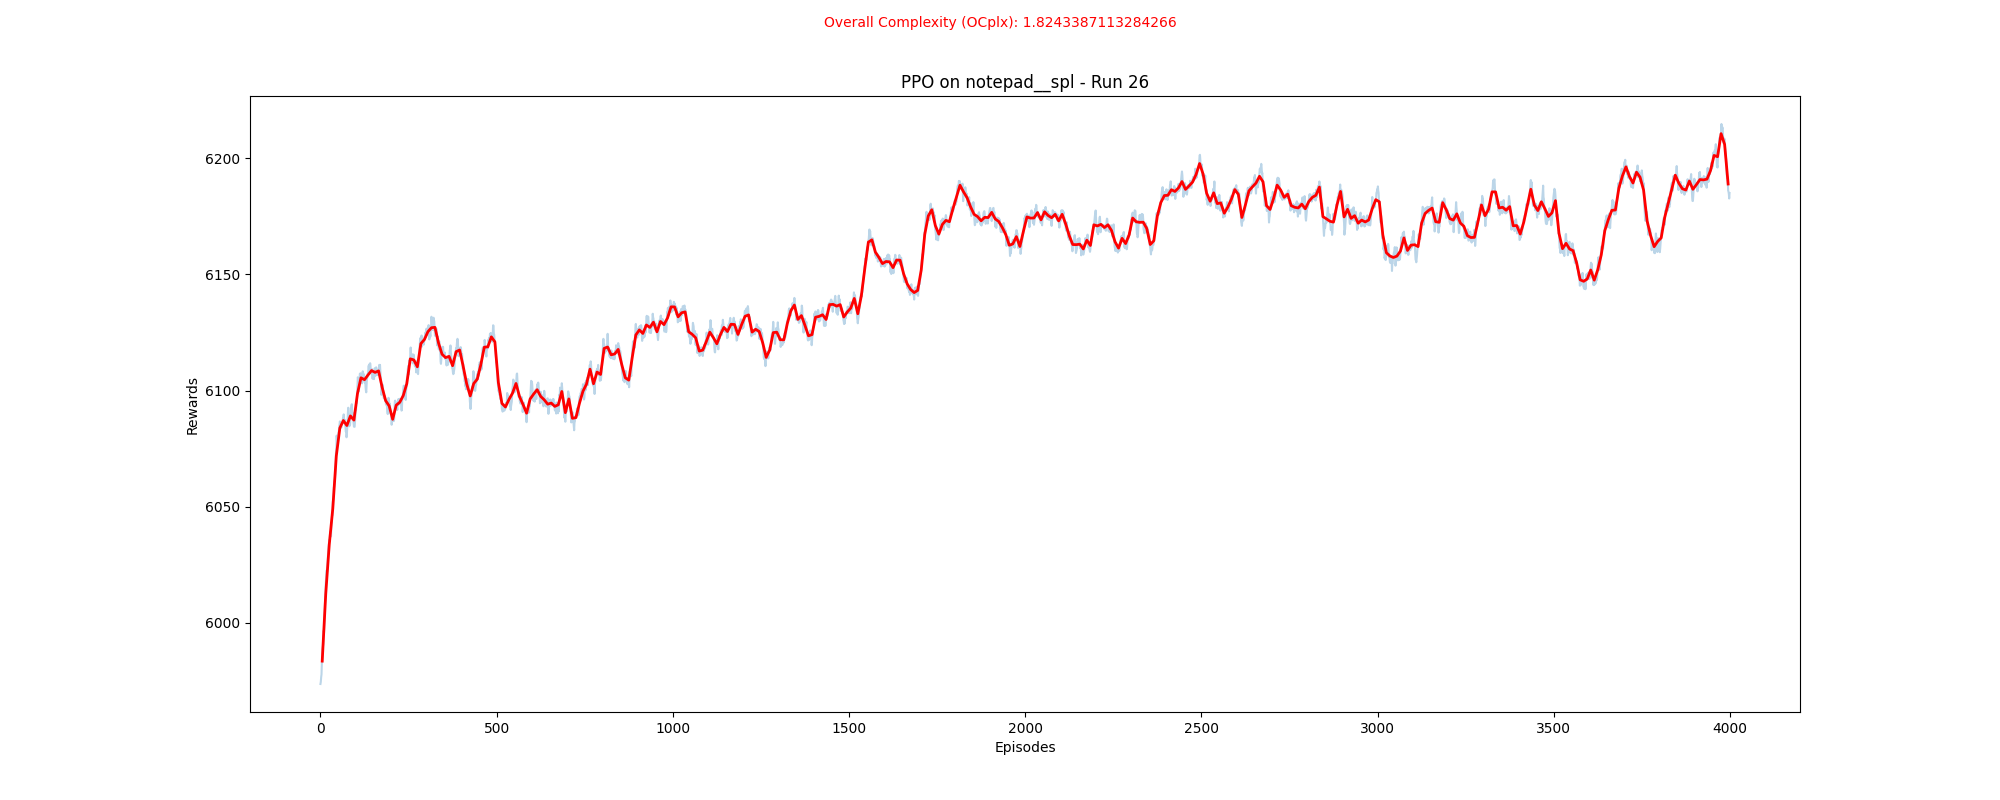 Overall Complexity (OCplx): 1.8243387113284266
PPO on notepad__spl - Run 26
Rewards
6200
6150
6100
6050
6000
0 500 1000 1500 2000 2500 3000 3500 4000
Episodes